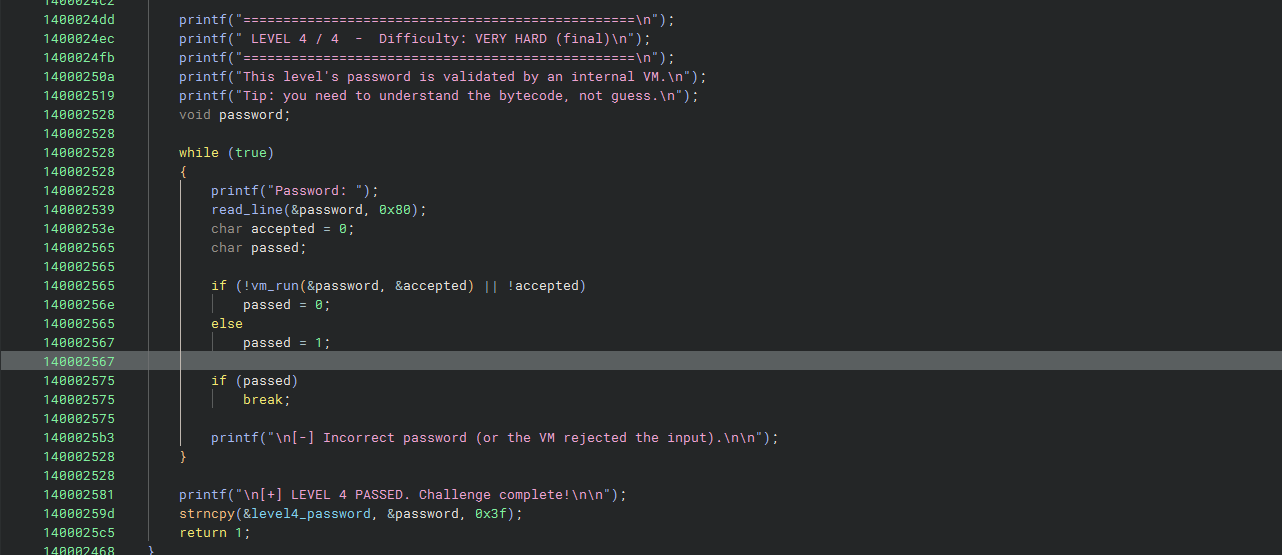 1400024c2
1400024dd printf("=================================================\n");
1400024ec printf(" LEVEL 4 / 4  -  Difficulty: VERY HARD (final)\n");
1400024fb printf("=================================================\n");
14000250a printf("This level's password is validated by an internal VM.\n");
140002519 printf("Tip: you need to understand the bytecode, not guess.\n");
140002528 void password;
140002528
140002528 while (true)
140002528 {
140002528 printf("Password: ");
140002539 read_line(&password, 0x80);
14000253e char accepted = 0;
140002565 char passed;
140002565
140002565 if (!vm_run(&password, &accepted) || !accepted)
14000256e passed = 0;
140002565 else
140002567 passed = 1;
140002567
140002575 if (passed)
140002575 break;
140002575
1400025b3 printf("\n[-] Incorrect password (or the VM rejected the input).\n\n");
140002528 }
140002528
140002581 printf("\n[+] LEVEL 4 PASSED. Challenge complete!\n\n");
14000259d strncpy(&level4_password, &password, 0x3f);
1400025c5 return 1;
140002468 }